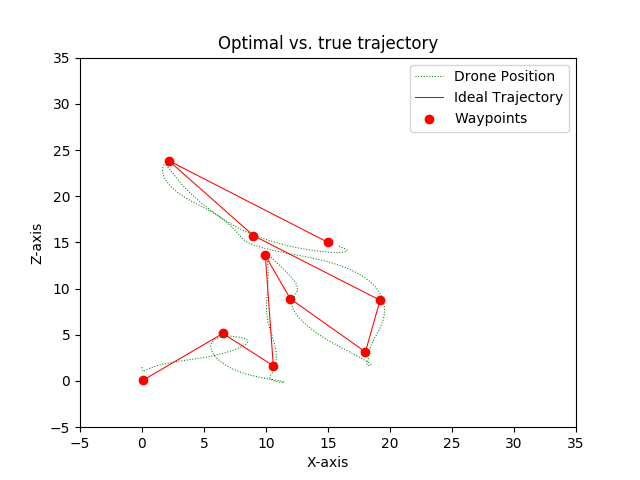 Optimal vs. true trajectory
Drone Position
Ideal Trajectory
Waypoints
Z-axis
35
30
25
20
15
10
5
0
−5
−5 0 5 10 15 20 25 30 35
X-axis